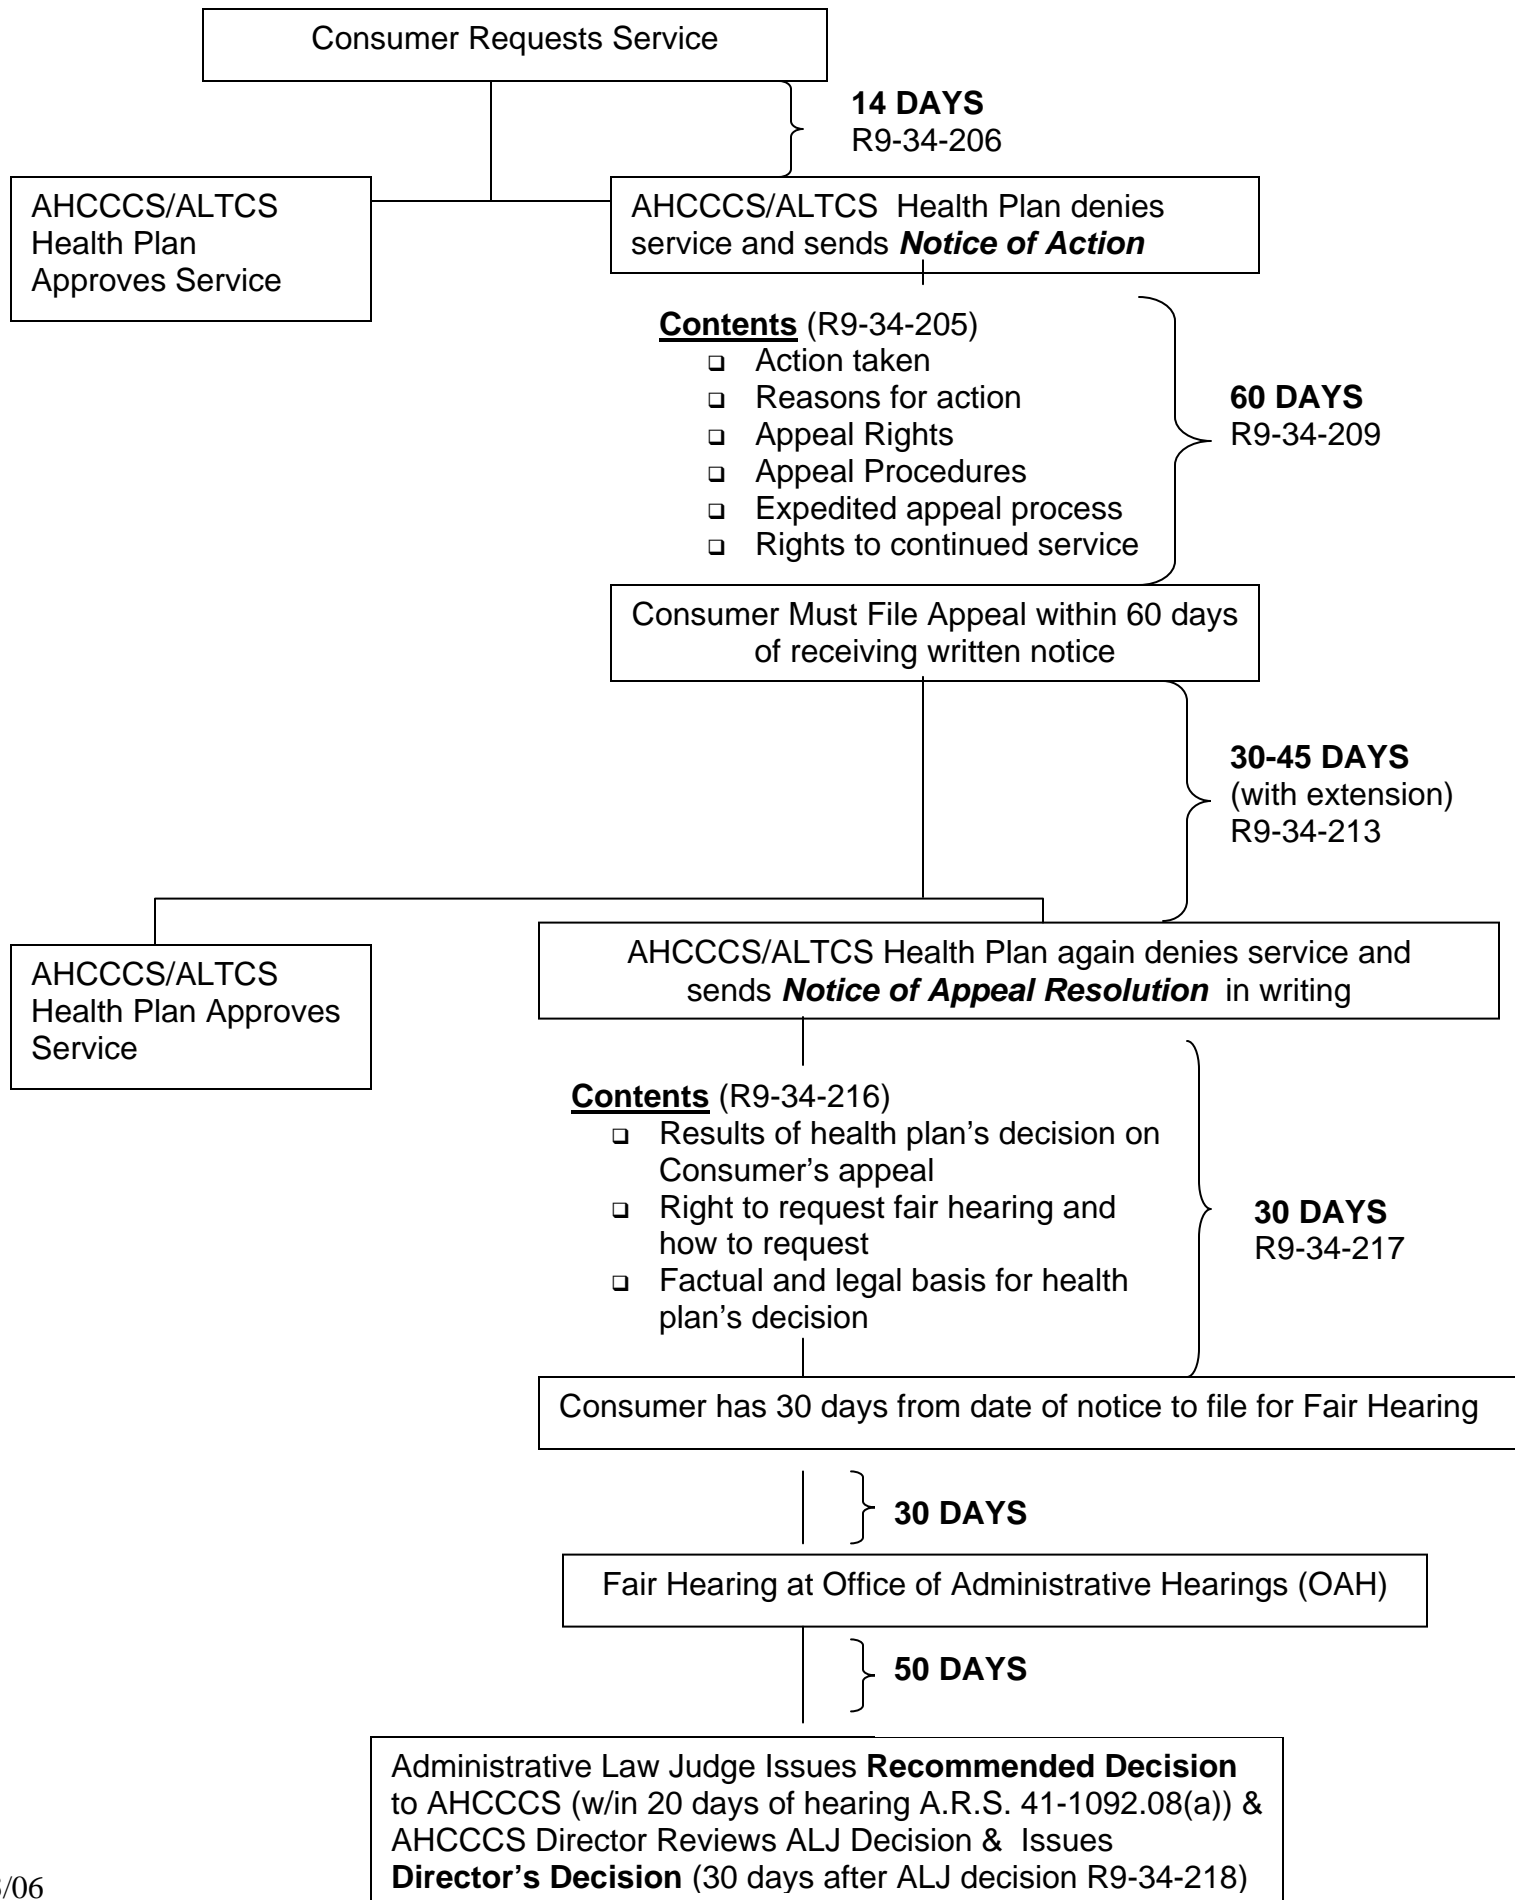 Consumer Requests Service
14 DAYS
R9-34-206
AHCCCS/ALTCS
Health Plan
Approves Service
AHCCCS/ALTCS Health Plan denies
service and sends Notice of Action
Contents (R9-34-205)
❑ Action taken
❑ Reasons for action
❑ Appeal Rights
❑ Appeal Procedures
❑ Expedited appeal process
❑ Rights to continued service
60 DAYS
R9-34-209
Consumer Must File Appeal within 60 days
of receiving written notice
30-45 DAYS
(with extension)
R9-34-213
AHCCCS/ALTCS
Health Plan Approves
Service
AHCCCS/ALTCS Health Plan again denies service and
sends Notice of Appeal Resolution in writing
Contents (R9-34-216)
❑ Results of health plan’s decision on
Consumer’s appeal
❑ Right to request fair hearing and
how to request
❑ Factual and legal basis for health
plan’s decision
30 DAYS
R9-34-217
Consumer has 30 days from date of notice to file for Fair Hearing
30 DAYS
Fair Hearing at Office of Administrative Hearings (OAH)
50 DAYS
Administrative Law Judge Issues Recommended Decision
to AHCCCS (w/in 20 days of hearing A.R.S. 41-1092.08(a)) &
AHCCCS Director Reviews ALJ Decision & Issues
Director’s Decision (30 days after ALJ decision R9-34-218)
/06